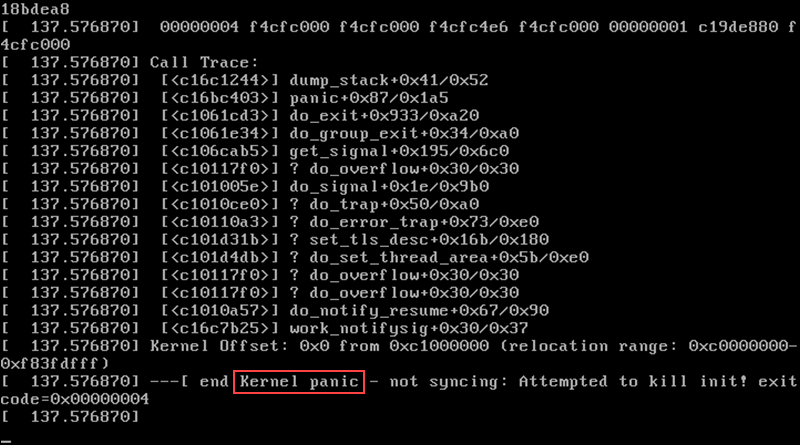 18bdea8
[  137.576870]  00000004 f4cfc000 f4cfc000 f4cfc4e6 f4cfc000 00000001 c19de880 f
4cfc000
[  137.576870] Call Trace:
[  137.576870]  [<c16c1244>] dump_stack+0x41/0x52
[  137.576870]  [<c16bc403>] panic+0x87/0x1a5
[  137.576870]  [<c1061cd3>] do_exit+0x933/0xa20
[  137.576870]  [<c1061e34>] do_group_exit+0x34/0xa0
[  137.576870]  [<c106cab5>] get_signal+0x195/0x6c0
[  137.576870]  [<c10117f0>] ? do_overflow+0x30/0x30
[  137.576870]  [<c101005e>] do_signal+0x1e/0x9b0
[  137.576870]  [<c1010ce0>] ? do_trap+0x50/0xa0
[  137.576870]  [<c10110a3>] ? do_error_trap+0x73/0xe0
[  137.576870]  [<c101d31b>] ? set_tls_desc+0x16b/0x180
[  137.576870]  [<c101d4db>] ? do_set_thread_area+0x5b/0xe0
[  137.576870]  [<c10117f0>] ? do_overflow+0x30/0x30
[  137.576870]  [<c10117f0>] ? do_overflow+0x30/0x30
[  137.576870]  [<c1010a57>] do_notify_resume+0x67/0x90
[  137.576870]  [<c16c7b25>] work_notifysig+0x30/0x37
[  137.576870] Kernel Offset: 0x0 from 0xc1000000 (relocation range: 0xc0000000-
0xf83fdfff)
[  137.576870] ---[ end Kernel panic - not syncing: Attempted to kill init! exit
code=0x00000004
[  137.576870]